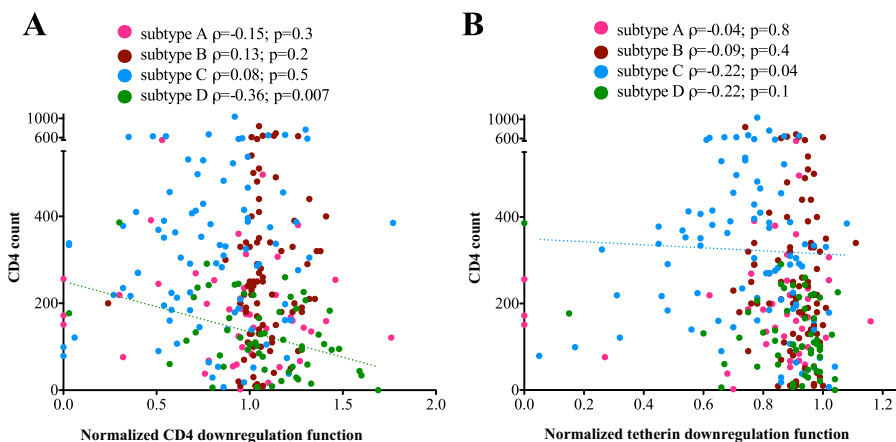 A
subtype A ρ=-0.15; p=0.3
subtype B ρ=0.13; p=0.2
subtype C ρ=0.08; p=0.5
subtype D ρ=-0.36; p=0.007
1000
600
400
200
0
CD4 count
0.0 0.5 1.0 1.5 2.0
Normalized CD4 downregulation function
B
subtype A ρ=-0.04; p=0.8
subtype B ρ=-0.09; p=0.4
subtype C ρ=-0.22; p=0.04
subtype D ρ=-0.22; p=0.1
1000
600
400
200
0
CD4 count
0.0 0.2 0.4 0.6 0.8 1.0 1.2
Normalized tetherin downregulation function